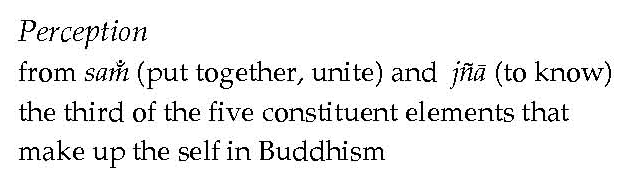 Perception
from sam̐ (put together, unite) and jñā (to know)
the third of the five constituent elements that
make up the self in Buddhism